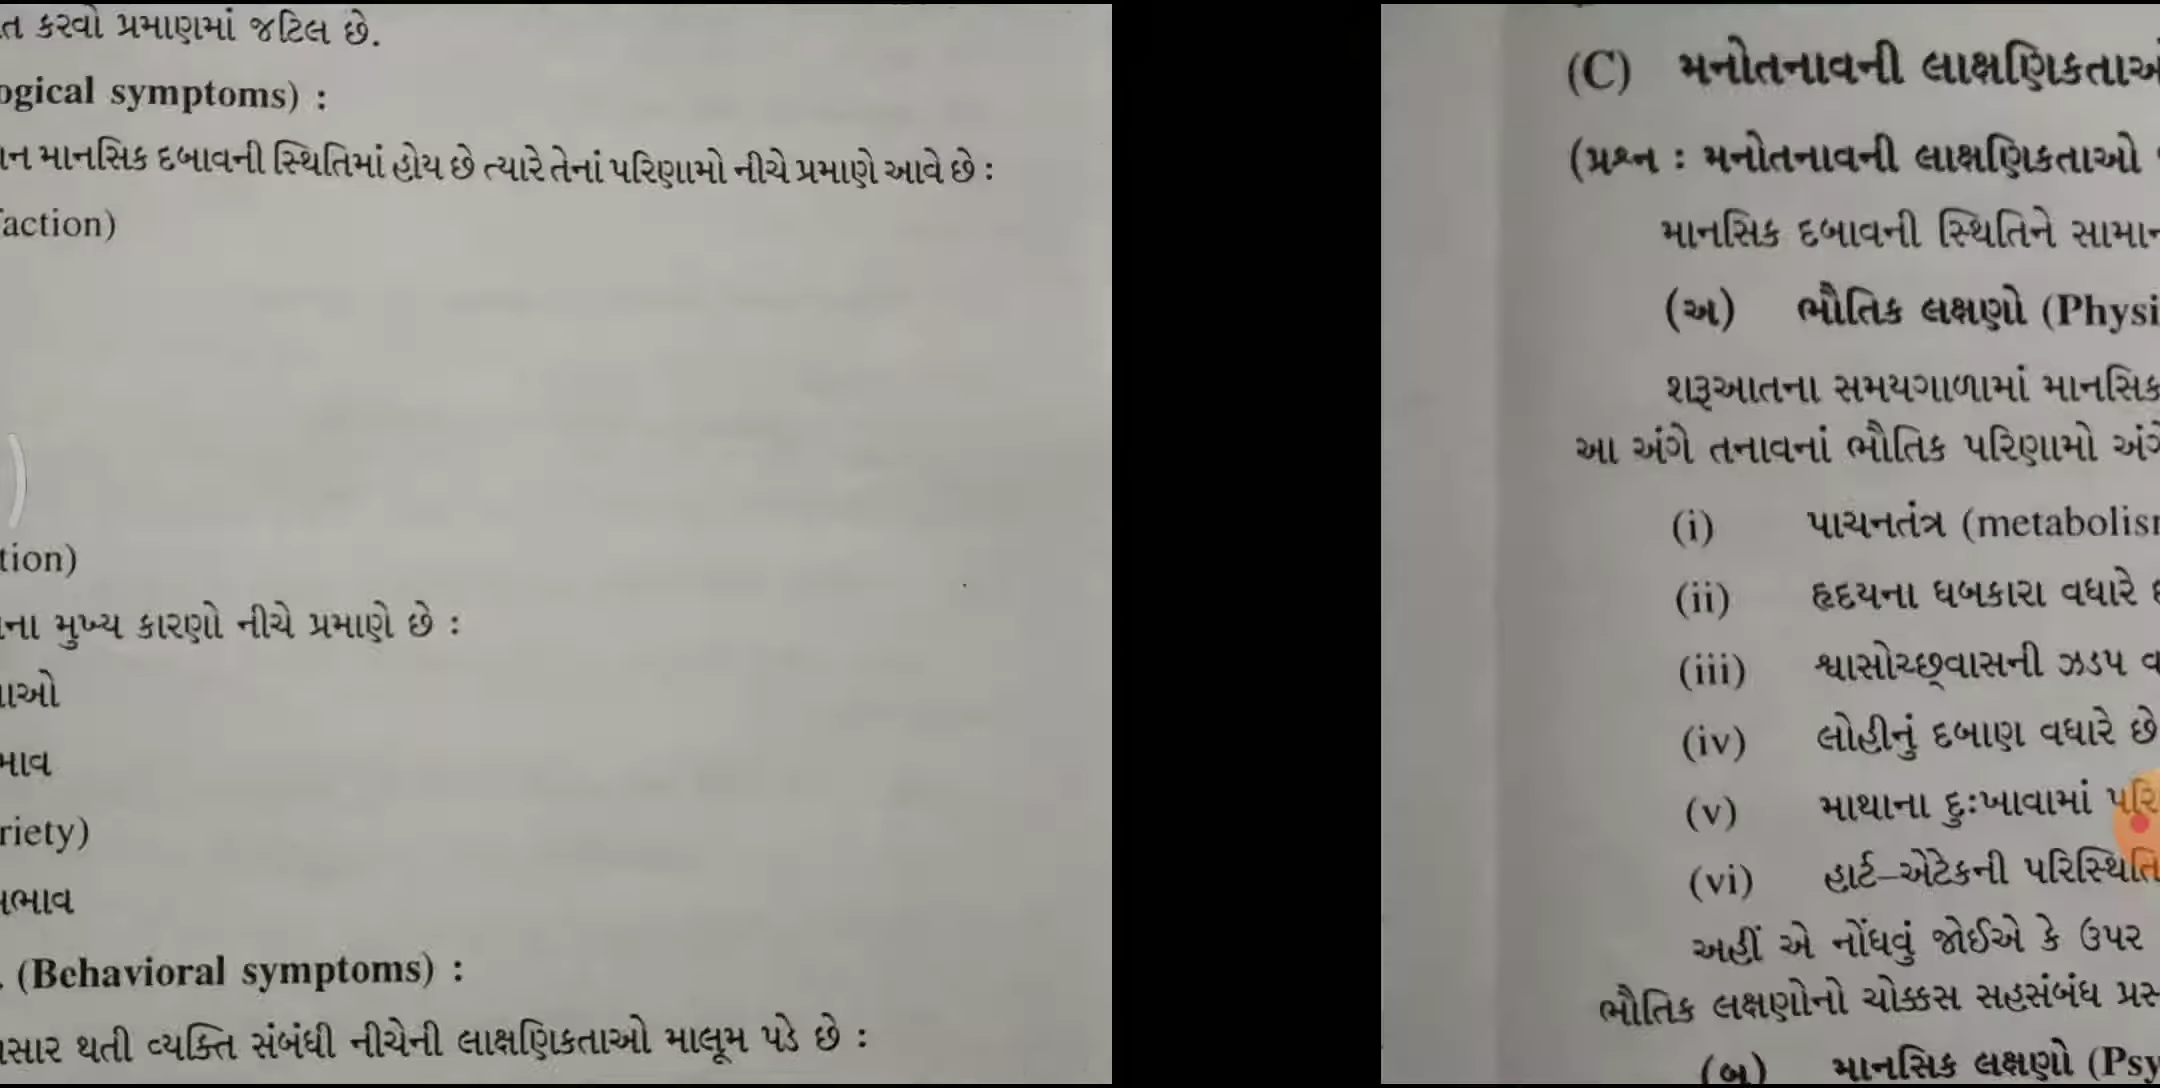 ત કરવો પ્રમાણમાં જટિલ છે.
ogical symptoms) :
ાન માનસિક દબાવની સ્થિતિમાં હોય છે ત્યારે તેનાં પરિણામો નીચે પ્રમાણે આવે છે :
action)
)
tion)
ના મુખ્ય કારણો નીચે પ્રમાણે છે :
ાઓ
ભાવ
riety)
ભાવ
. (Behavioral symptoms) :
સાર થતી વ્યક્તિ સંબંધી નીચેની લાક્ષણિકતાઓ માલૂમ પડે છે :
(C) મનોતનાવની લાક્ષણિકતાઓ
(પ્રશ્ન : મનોતનાવની લાક્ષણિકતાઓ
માનસિક દબાવની સ્થિતિને સામાન
(અ) ભૌતિક લક્ષણો (Physi
શરૂઆતના સમયગાળામાં માનસિક
આ અંગે તનાવનાં ભૌતિક પરિણામો અંગે
(i) પાચનતંત્ર (metabolis
(ii) હૃદયના ધબકારા વધારે છ
(iii) શ્વાસોચ્છ્વાસની ઝડપ વ
(iv) લોહીનું દબાણ વધારે છે
(v) માથાના દુઃખાવામાં પરિ
(vi) હાર્ટ–એટેકની પરિસ્થિતિ
અહીં એ નોંધવું જોઈએ કે ઉપર
ભૌતિક લક્ષણોનો ચોક્કસ સહસંબંધ પ્રસ્
(બ) માનસિક લક્ષણો (Psy